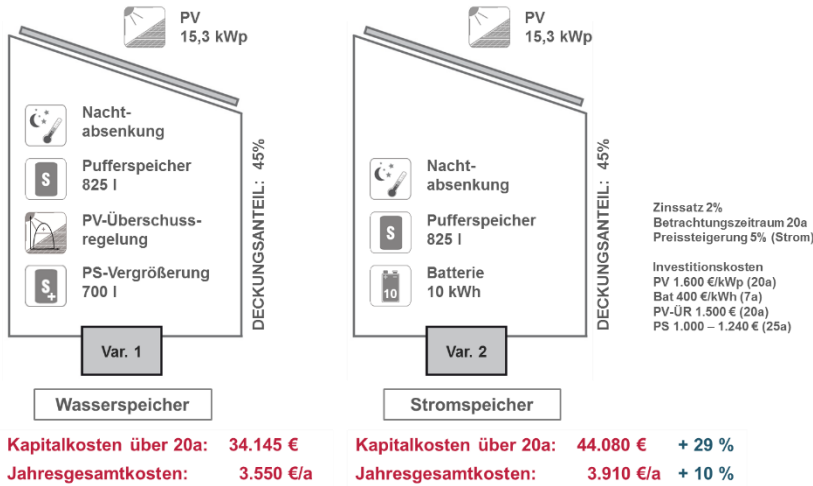 PV
15,3 kWp
Nacht-
absenkung
S
Pufferspeicher
825 l
PV-Überschuss-
regelung
S+
PS-Vergrößerung
700 l
DECKUNGSANTEIL: 45%
Var. 1
Wasserspeicher
Kapitalkosten über 20a: 34.145 €
Jahresgesamtkosten: 3.550 €/a
PV
15,3 kWp
Nacht-
absenkung
S
Pufferspeicher
825 l
10
Batterie
10 kWh
DECKUNGSANTEIL: 45%
Var. 2
Stromspeicher
Kapitalkosten über 20a: 44.080 € + 29 %
Jahresgesamtkosten: 3.910 €/a + 10 %
Zinssatz 2%
Betrachtungszeitraum 20a
Preissteigerung 5% (Strom)
Investitionskosten
PV 1.600 €/kWp (20a)
Bat 400 €/kWh (7a)
PV-ÜR 1.500 € (20a)
PS 1.000 – 1.240 € (25a)